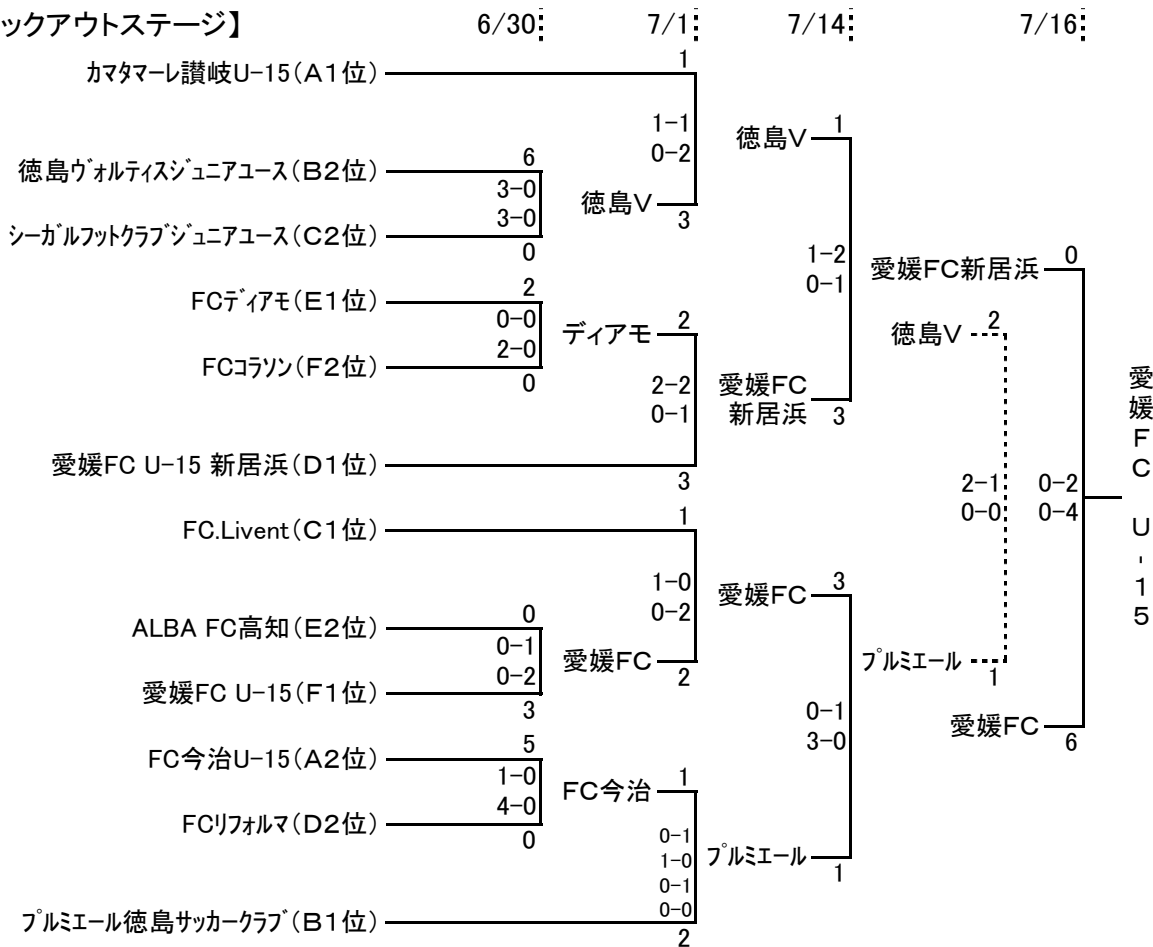 ックアウトステージ】 6/30 7/1 7/14 7/16
カマタマーレ讃岐U-15(A1位) 1
1-1
0-2
徳島V 1
徳島ヴォルティスジュニアユース(B2位) 6
3-0
3-0
徳島V 3
シーガルフットクラブジュニアユース(C2位) 0
1-2
0-1
愛媛FC新居浜 0
FCディアモ(E1位) 2
0-0
2-0
ディアモ 2
徳島V 2
FCコラソン(F2位) 0
2-2
0-1
愛媛FC
新居浜 3
愛媛FC U-15 新居浜(D1位) 3
2-1
0-0
0-2
0-4
愛媛FC U-15
FC.Livent(C1位) 1
1-0
0-2
愛媛FC 3
ALBA FC高知(E2位) 0
0-1
0-2
愛媛FC 2
プルミエール 1
愛媛FC U-15(F1位) 3
0-1
3-0
愛媛FC 6
FC今治U-15(A2位) 5
1-0
4-0
FC今治 1
FCリフォルマ(D2位) 0
0-1
1-0
0-1
0-0
プルミエール 1
プルミエール徳島サッカークラブ(B1位) 2